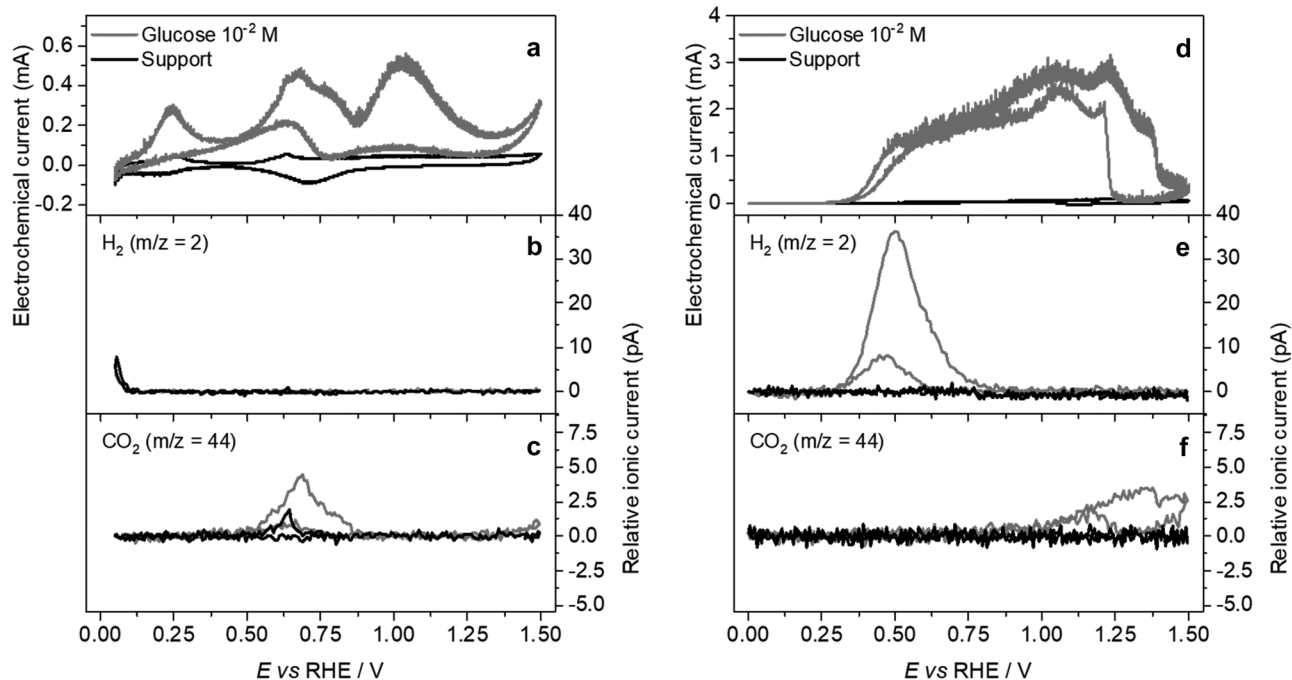 Glucose 10⁻² M
Support
a
0.6
0.4
0.2
0.0
-0.2
Electrochemical current (mA)
H₂ (m/z = 2)
b
40
30
20
10
0
CO₂ (m/z = 44)
c
7.5
5.0
2.5
0.0
-2.5
-5.0
Relative ionic current (pA)
0.00 0.25 0.50 0.75 1.00 1.25 1.50
E vs RHE / V
Glucose 10⁻² M
Support
d
4
3
2
1
0
Electrochemical current (mA)
H₂ (m/z = 2)
e
40
30
20
10
0
CO₂ (m/z = 44)
f
7.5
5.0
2.5
0.0
-2.5
-5.0
Relative ionic current (pA)
0.00 0.25 0.50 0.75 1.00 1.25 1.50
E vs RHE / V